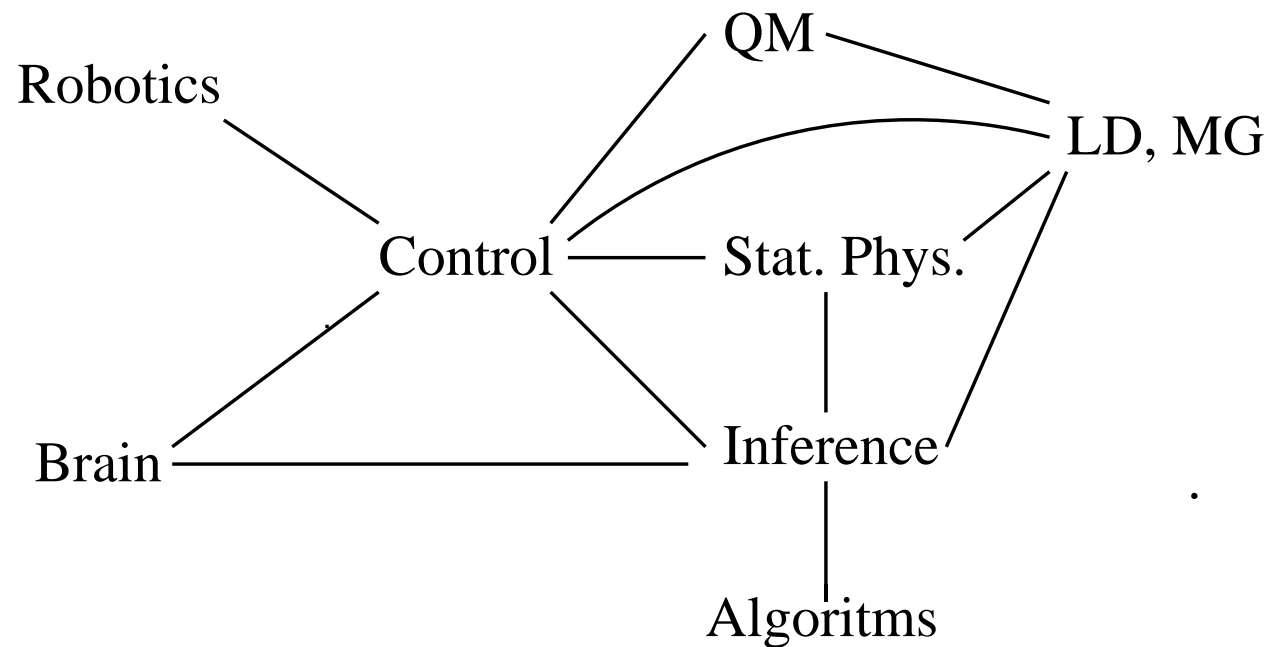 QM
Robotics
LD, MG
Control
Stat. Phys.
Inference
Brain
.
Algoritms